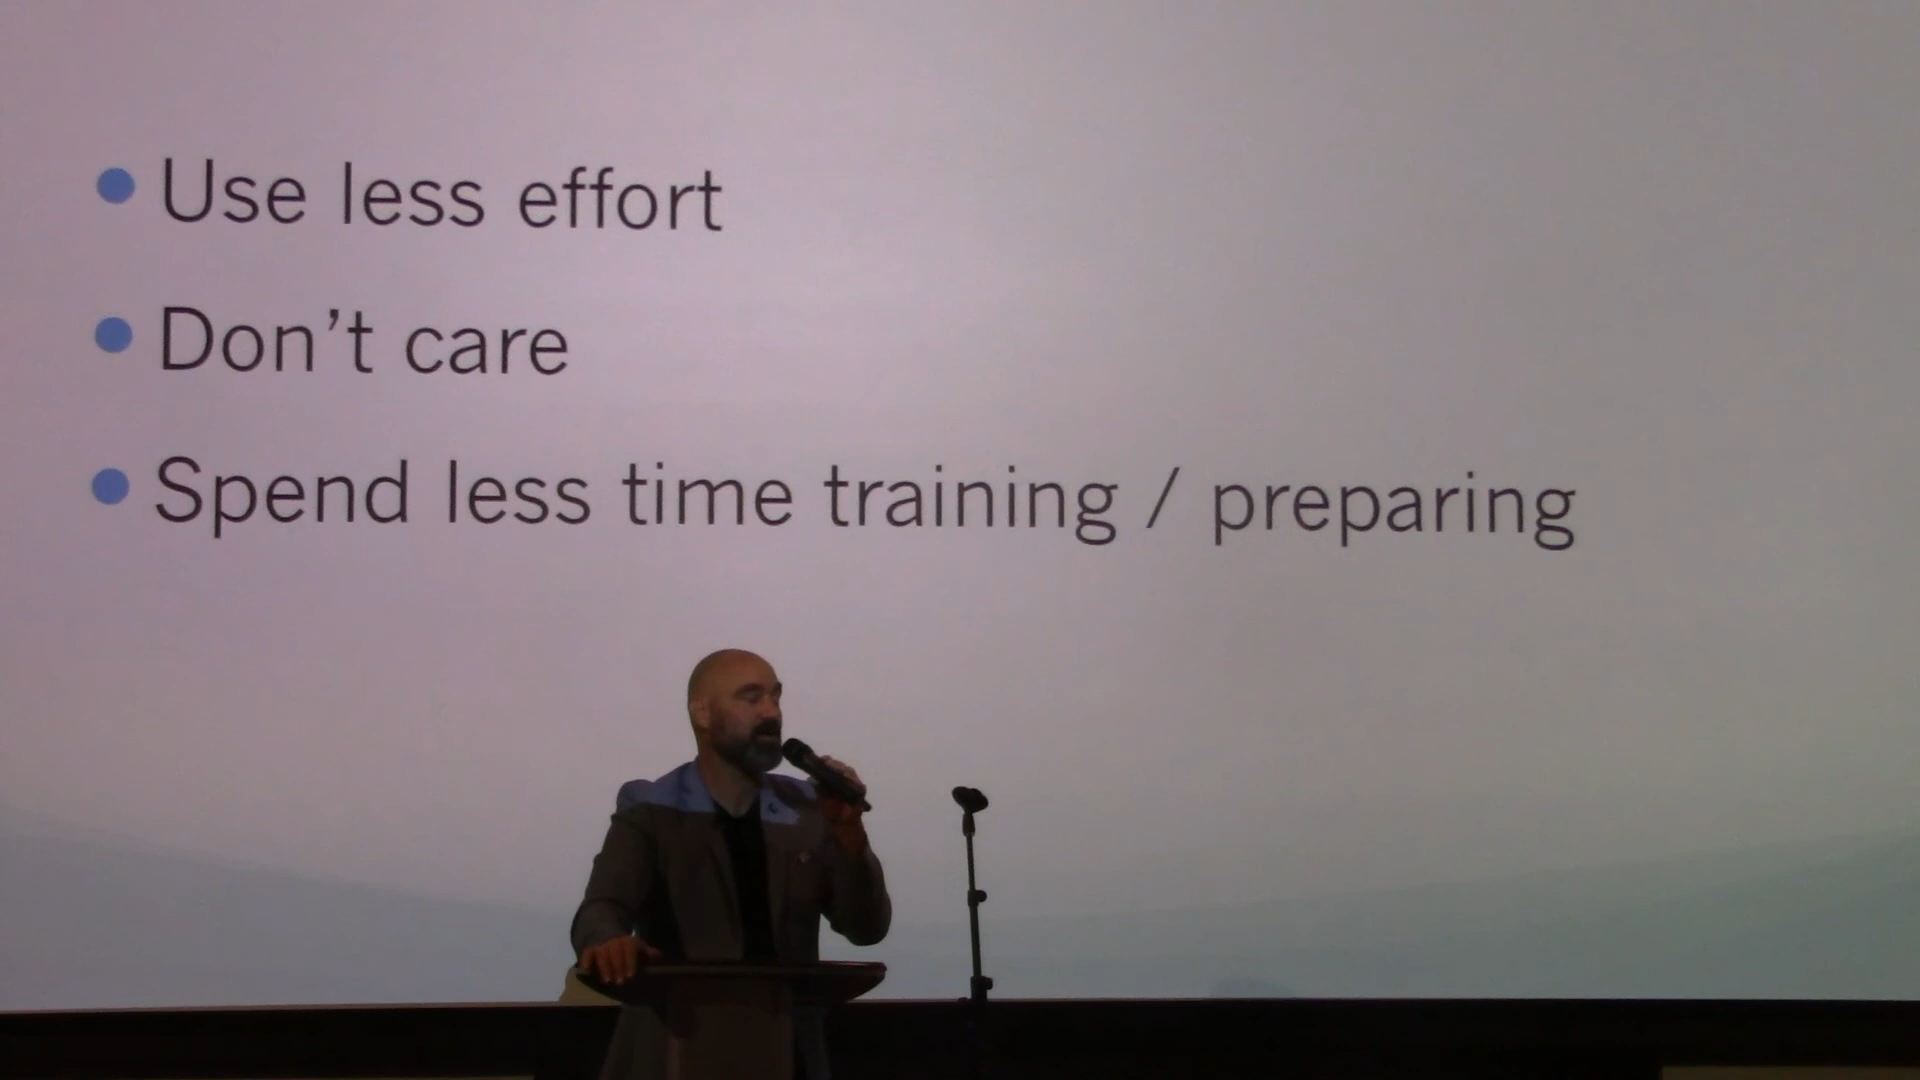 Use less effort
Don’t care
Spend less time training / preparing